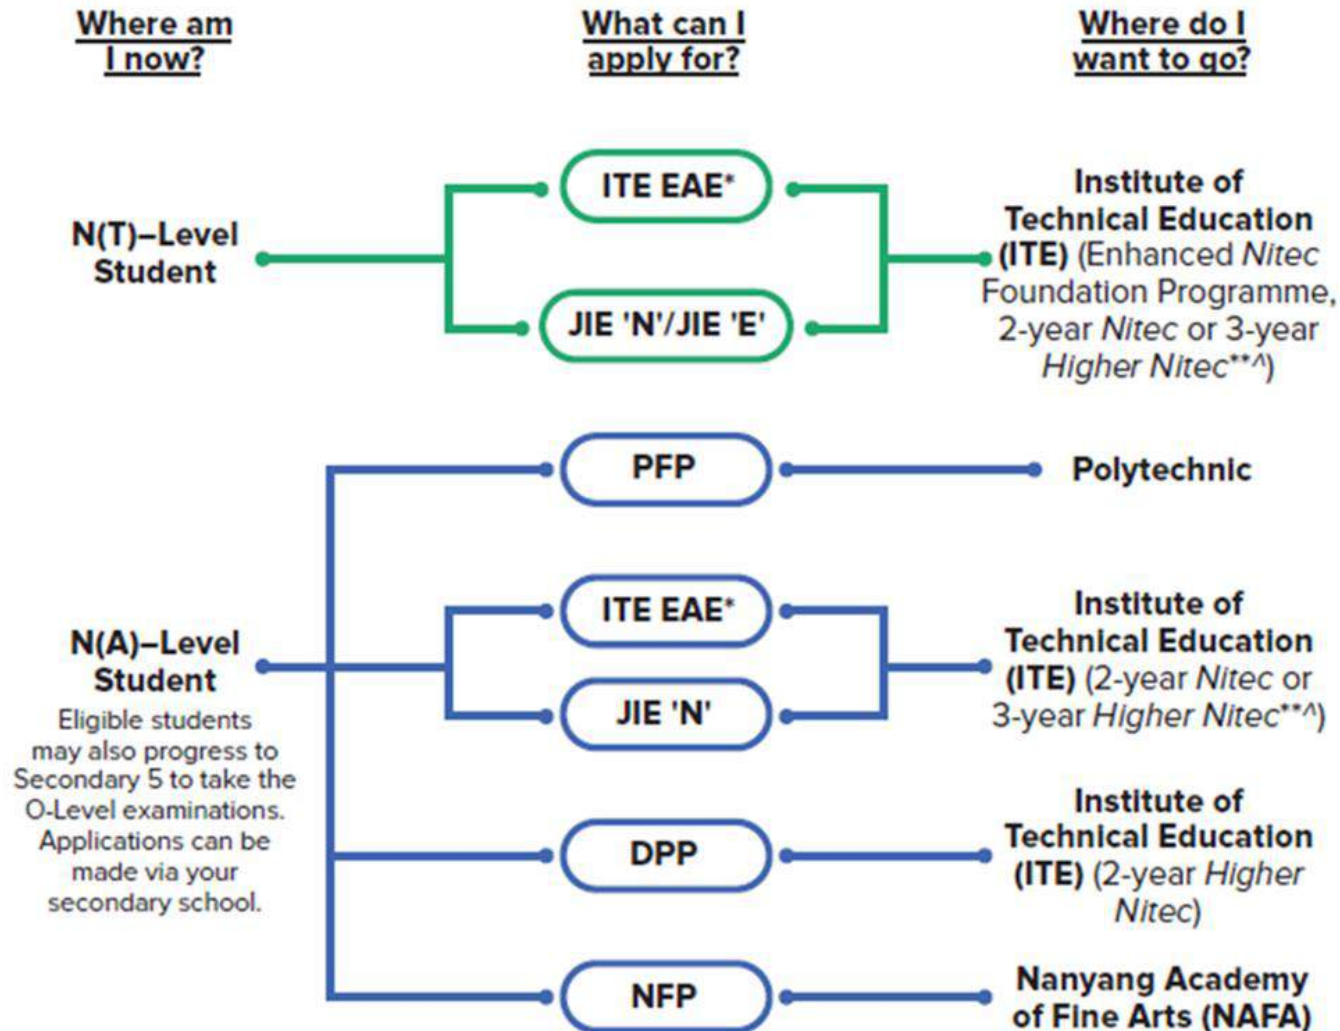 Where am
I now?
What can I
apply for?
Where do I
want to go?
N(T)–Level
Student
ITE EAE*
JIE 'N'/JIE 'E'
Institute of
Technical Education
(ITE) (Enhanced Nitec
Foundation Programme,
2-year Nitec or 3-year
Higher Nitec**^)
N(A)–Level
Student
Eligible students
may also progress to
Secondary 5 to take the
O-Level examinations.
Applications can be
made via your
secondary school.
PFP
Polytechnic
ITE EAE*
JIE 'N'
Institute of
Technical Education
(ITE) (2-year Nitec or
3-year Higher Nitec**^)
DPP
Institute of
Technical Education
(ITE) (2-year Higher
Nitec)
NFP
Nanyang Academy
of Fine Arts (NAFA)